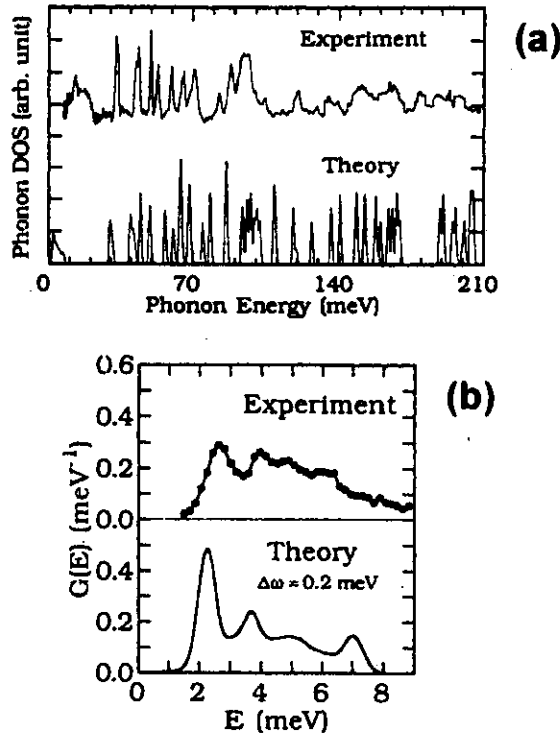 (a)
Phonon DOS (arb. unit)
Experiment
Theory
0 70 140 210
Phonon Energy (meV)
(b)
G(E) (meV⁻¹)
0.6
0.4
0.2
0.0
Experiment
0.4
0.2
0.0
Theory
Δω = 0.2 meV
0 2 4 6 8
E (meV)